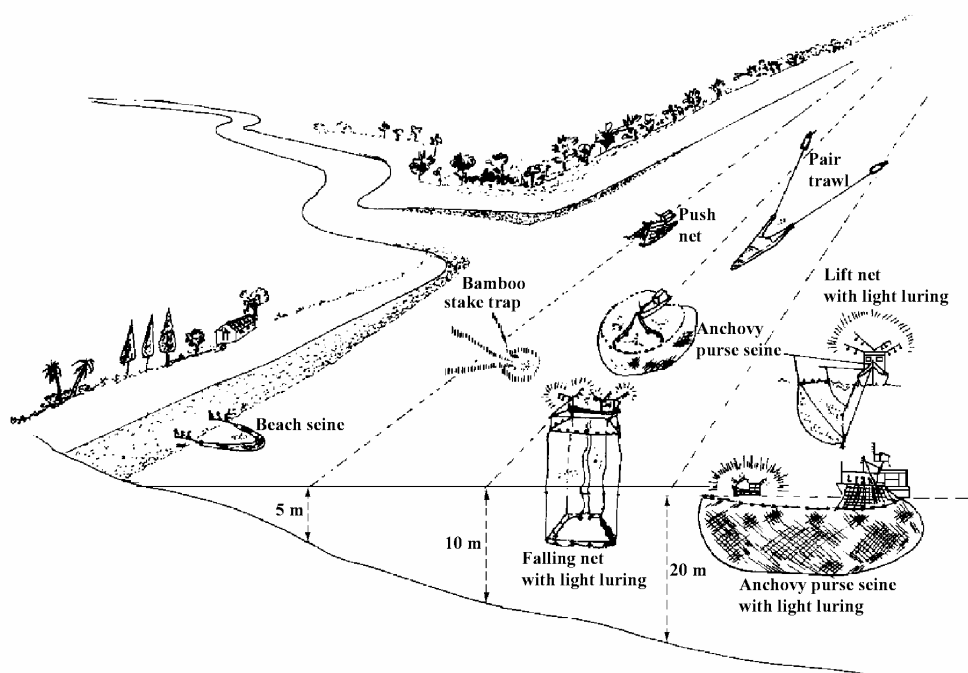 Pair
trawl
Push
net
Lift net
with light luring
Bamboo
stake trap
Anchovy
purse seine
Beach seine
5 m
10 m
Falling net
with light luring
20 m
Anchovy purse seine
with light luring